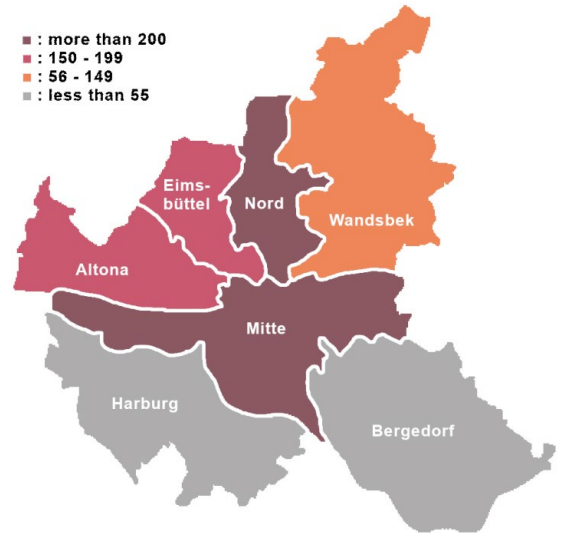 : more than 200
: 150 - 199
: 56 - 149
: less than 55
Eims-
büttel
Nord
Wandsbek
Altona
Mitte
Harburg
Bergedorf